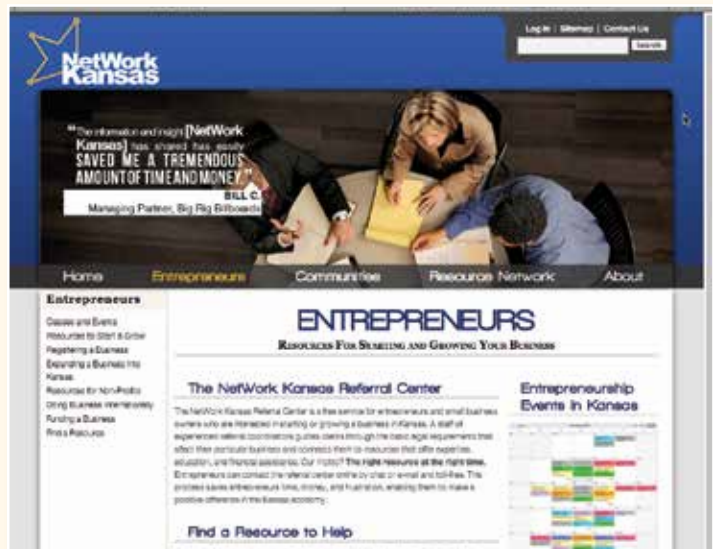 Log In | Sitemap | Contact Us
Search
NetWork
Kansas
"The information and insight [NetWork
Kansas] has shared has easily
SAVED ME A TREMENDOUS
AMOUNT OF TIME AND MONEY."
BILL C.
Managing Partner, Big Rig Billboards
Home Entrepreneurs Communities Resource Network About
Entrepreneurs
Classes and Events
Resources to Start & Grow
Registering a Business
Expanding a Business Into
Kansas
Resources for Non-Profits
Doing Business Internationally
Funding a Business
Find a Resource
ENTREPRENEURS
RESOURCES FOR STARTING AND GROWING YOUR BUSINESS
The NetWork Kansas Referral Center
The NetWork Kansas Referral Center is a free service for entrepreneurs and small business
owners who are interested in starting or growing a business in Kansas. A staff of
experienced referral coordinators guides clients through the basic legal requirements that
affect their particular business and connects them to resources that offer expertise,
education, and financial assistance. Our motto? The right resource at the right time.
Entrepreneurs can contact the referral center online by chat or e-mail and toll-free. This
process saves entrepreneurs time, money, and frustration, enabling them to make a
positive difference in the Kansas economy.
Find a Resource to Help
Entrepreneurship
Events in Kansas